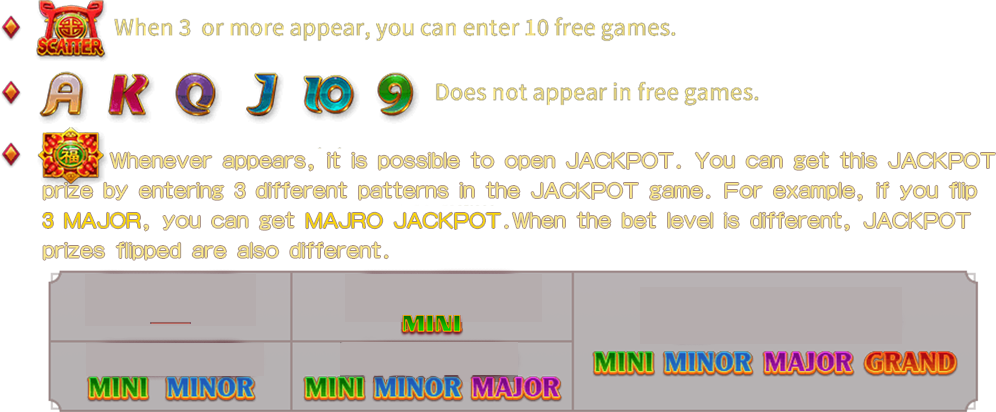 SCATTER When 3 or more appear, you can enter 10 free games.
A K Q J 10 9 Does not appear in free games.
福 Whenever appears, it is possible to open JACKPOT. You can get this JACKPOT
prize by entering 3 different patterns in the JACKPOT game. For example, if you flip
3 MAJOR, you can get MAJRO JACKPOT.When the bet level is different, JACKPOT
prizes flipped are also different.
MINI
MINI MINOR MAJOR GRAND
MINI MINOR
MINI MINOR MAJOR